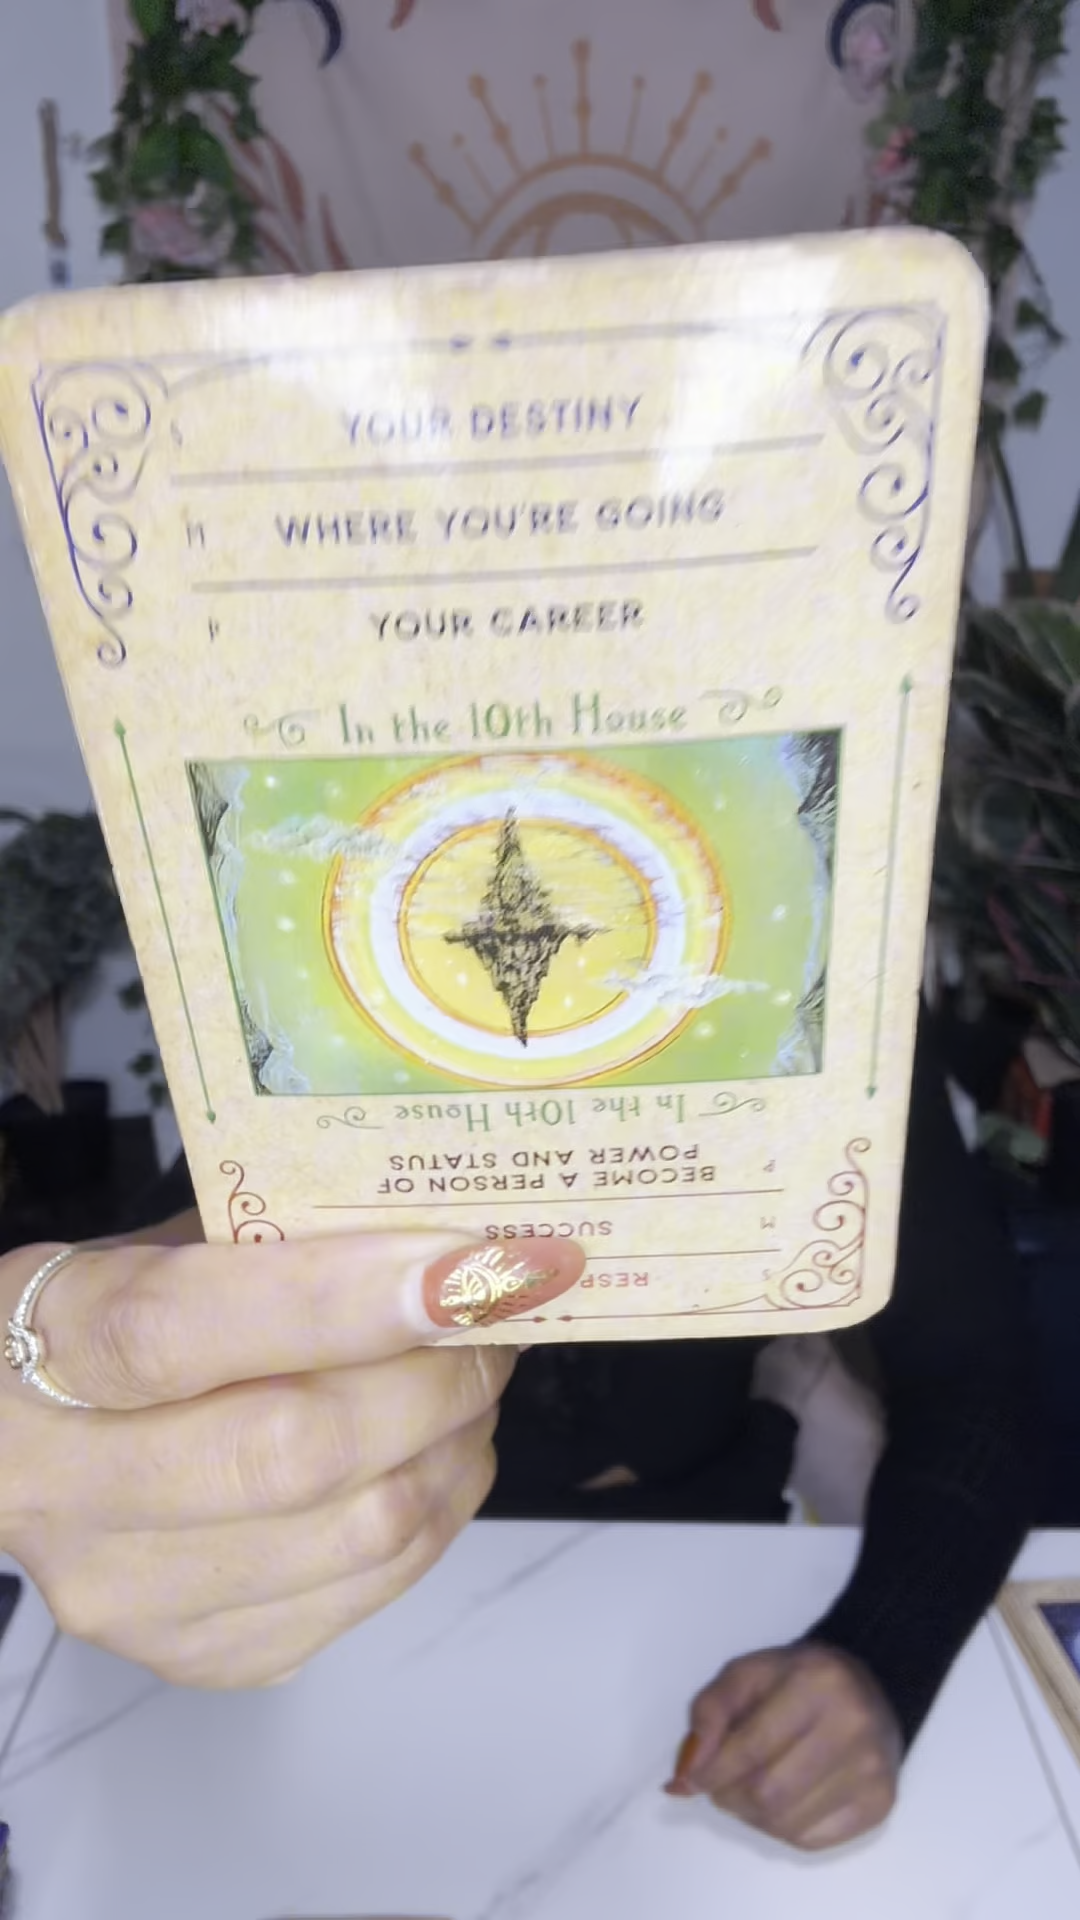 S YOUR DESTINY
M WHERE YOU'RE GOING
P YOUR CAREER
In the 10th House
In the 10th House
P BECOME A PERSON OF
POWER AND STATUS
M SUCCESS
S